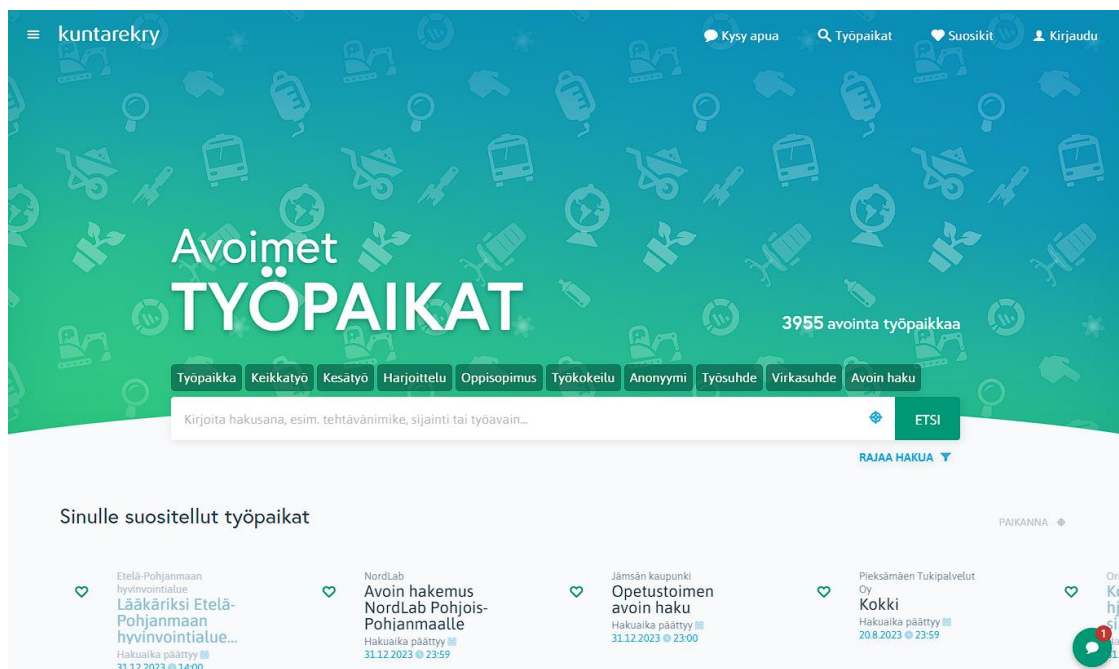 kuntarekry
Kysy apua
Työpaikat
Suosikit
Kirjaudu
Avoimet
TYÖPAIKAT
3955 avointa työpaikkaa
Työpaikka
Keikkatyö
Kesätyö
Harjoittelu
Oppisopimus
Työkokeilu
Anonyymi
Työsuhde
Virkasuhde
Avoin haku
Kirjoita hakusana, esim. tehtävänimike, sijainti tai työavain...
ETSI
RAJAA HAKUA
Sinulle suositellut työpaikat
PAIKANNA
Etelä-Pohjanmaan
hyvinvointialue
Lääkäriksi Etelä-
Pohjanmaan
hyvinvointialue...
Hakuaika päättyy
31.12.2023 14:00
NordLab
Avoin hakemus
NordLab Pohjois-
Pohjanmaalle
Hakuaika päättyy
31.12.2023 23:59
Jämsän kaupunki
Opetustoimen
avoin haku
Hakuaika päättyy
31.12.2023 23:00
Pieksämäen Tukipalvelut
Oy
Kokki
Hakuaika päättyy
20.8.2023 23:59
1